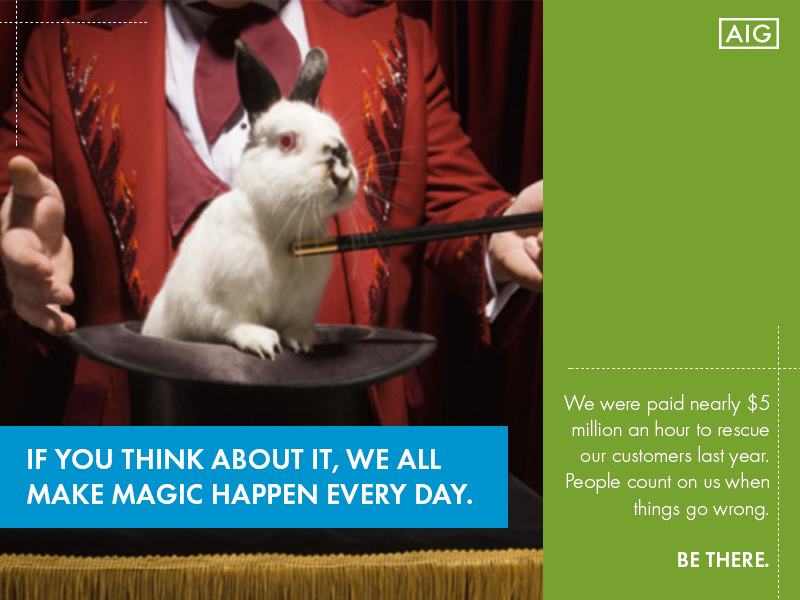 AIG
IF YOU THINK ABOUT IT, WE ALL
MAKE MAGIC HAPPEN EVERY DAY.
We were paid nearly $5
million an hour to rescue
our customers last year.
People count on us when
things go wrong.
BE THERE.